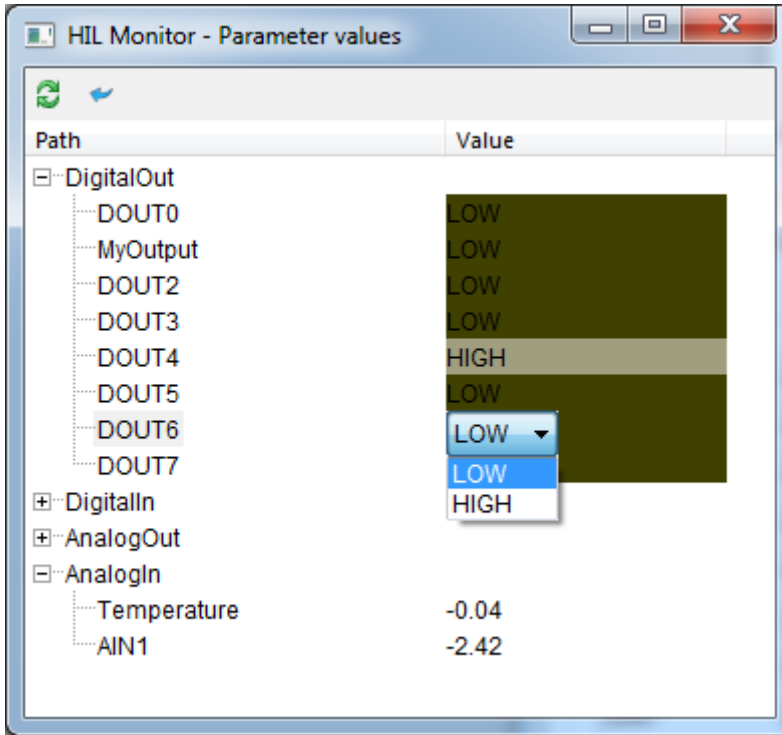 HIL Monitor - Parameter values
Path Value
DigitalOut
DOUT0 LOW
MyOutput LOW
DOUT2 LOW
DOUT3 LOW
DOUT4 HIGH
DOUT5 LOW
DOUT6 LOW
DOUT7 LOW
DigitalIn HIGH
AnalogOut
AnalogIn
Temperature -0.04
AIN1 -2.42